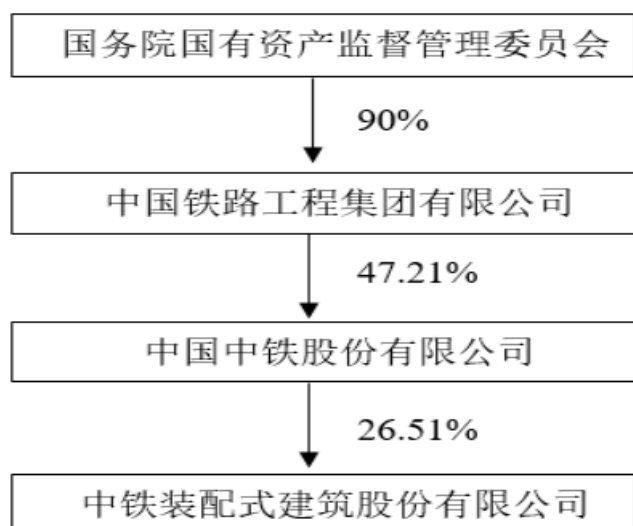 国务院国有资产监督管理委员会
90%
中国铁路工程集团有限公司
47.21%
中国中铁股份有限公司
26.51%
中铁装配式建筑股份有限公司